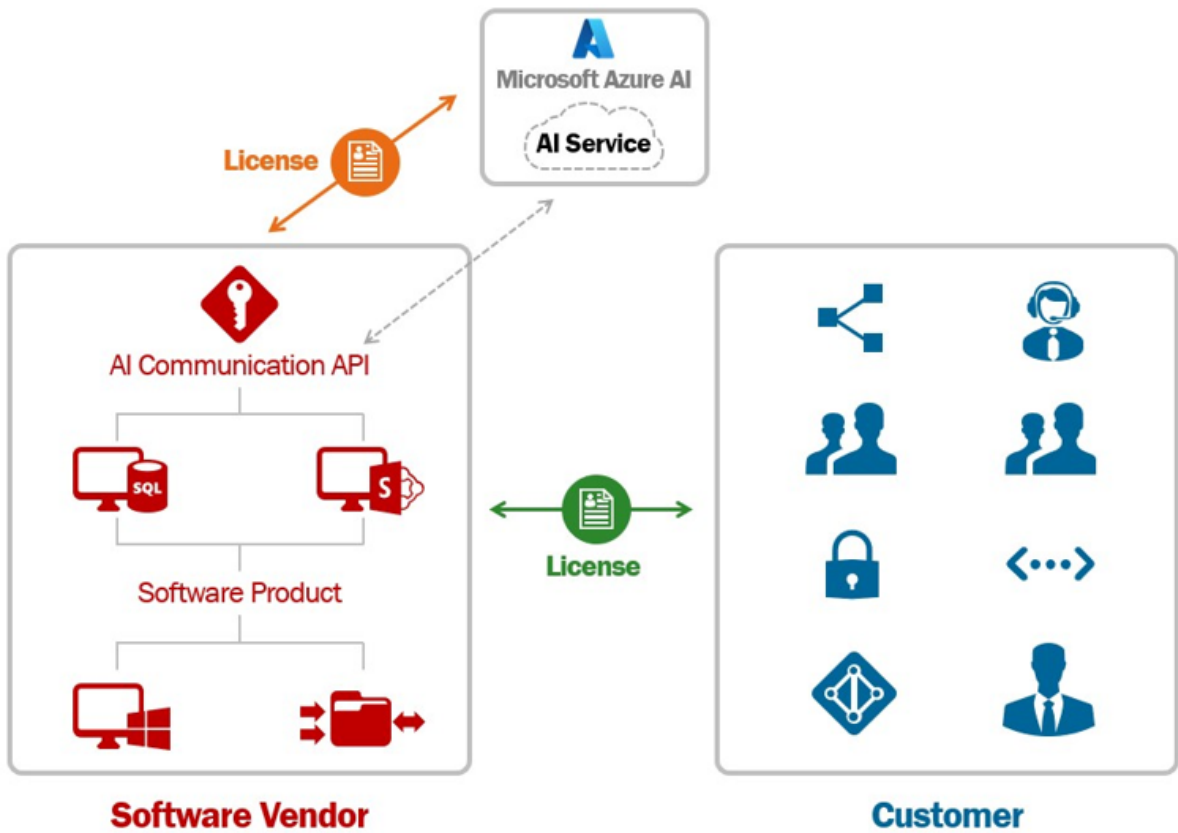 Microsoft Azure AI
AI Service
License
AI Communication API
SQL
S
License
Software Product
Software Vendor
Customer